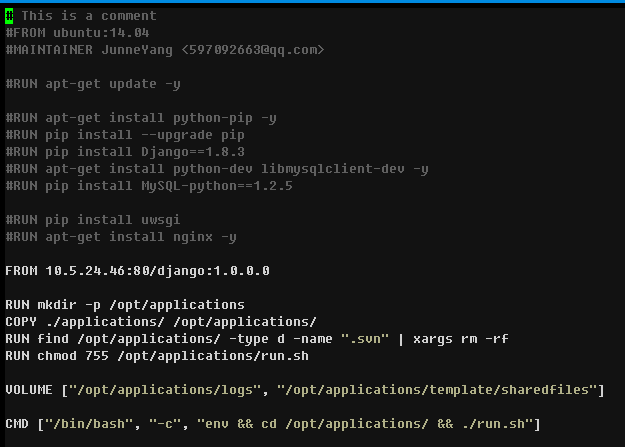 # This is a comment
#FROM ubuntu:14.04
#MAINTAINER JunneYang <597092663@qq.com>
#RUN apt-get update -y
#RUN apt-get install python-pip -y
#RUN pip install --upgrade pip
#RUN pip install Django==1.8.3
#RUN apt-get install python-dev libmysqlclient-dev -y
#RUN pip install MySQL-python==1.2.5
#RUN pip install uwsgi
#RUN apt-get install nginx -y
FROM 10.5.24.46:80/django:1.0.0.0
RUN mkdir -p /opt/applications
COPY ./applications/ /opt/applications/
RUN find /opt/applications/ -type d -name ".svn" | xargs rm -rf
RUN chmod 755 /opt/applications/run.sh
VOLUME ["/opt/applications/logs", "/opt/applications/template/sharedfiles"]
CMD ["/bin/bash", "-c", "env && cd /opt/applications/ && ./run.sh"]